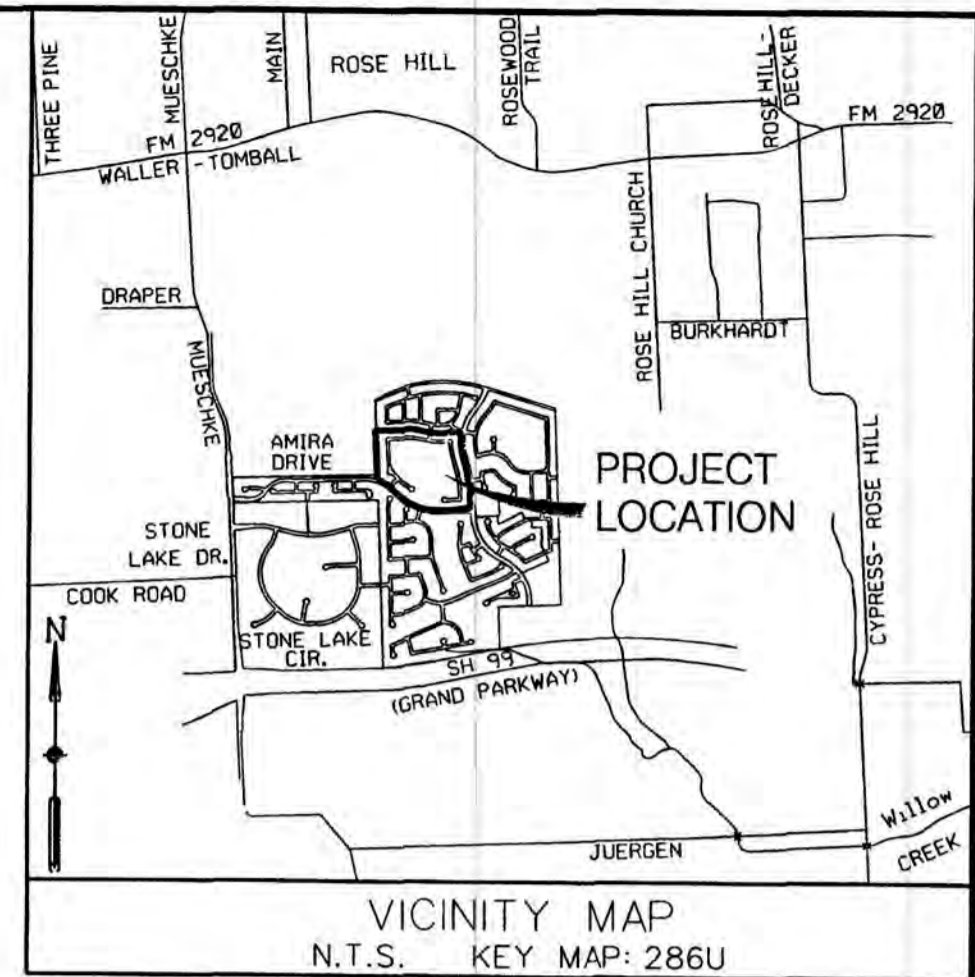 THREE PINE
MUESCHKE
MAIN
ROSE HILL
ROSEWOOD
TRAIL
ROSE HILL -
DECKER
FM 2920
WALLER - TOMBALL
FM 2920
ROSE HILL CHURCH
DRAPER
BURKHARDT
MUESCHKE
AMIRA
DRIVE
PROJECT
LOCATION
STONE
LAKE DR.
COOK ROAD
CYPRESS- ROSE HILL
N
STONE LAKE
CIR.
SH 99
(GRAND PARKWAY)
JUERGEN
Willow
CREEK
VICINITY MAP
N.T.S. KEY MAP: 286U